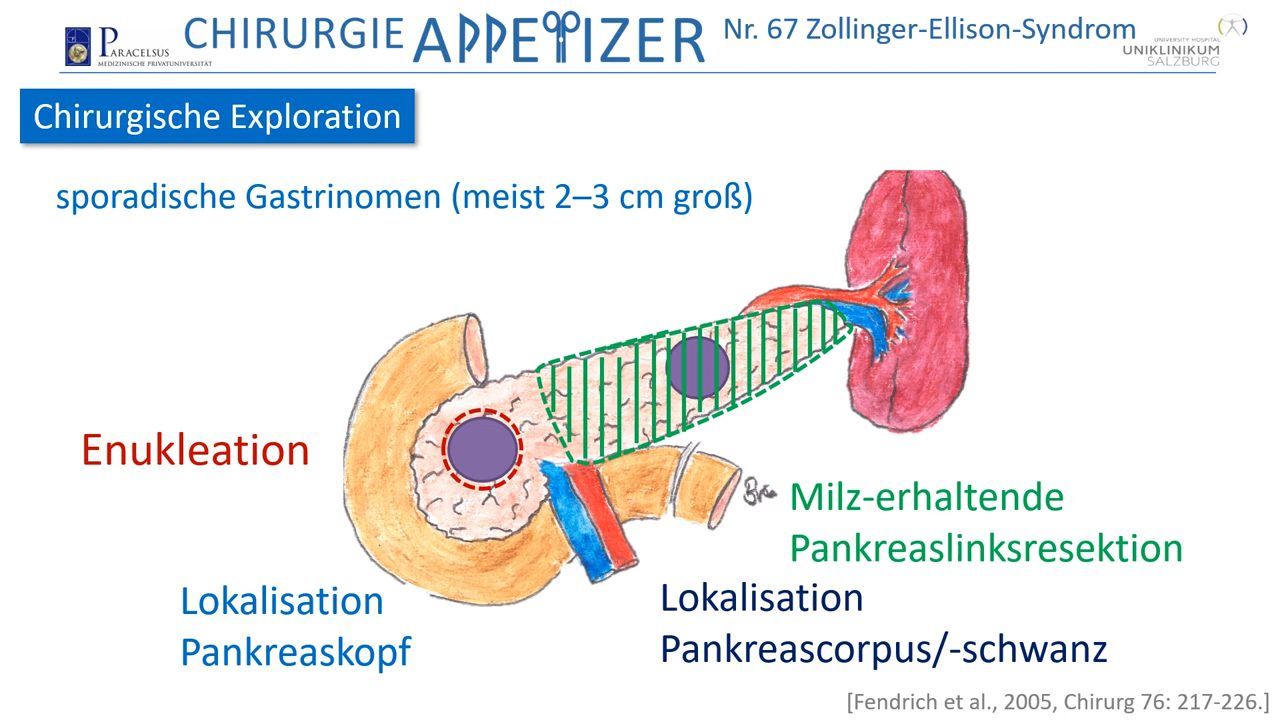 PARACELSUS
MEDIZINISCHE PRIVATUNIVERSITÄT
CHIRURGIE APPETIZER
Nr. 67 Zollinger-Ellison-Syndrom
UNIVERSITY HOSPITAL
UNIKLINIKUM
SALZBURG
Chirurgische Exploration
sporadische Gastrinomen (meist 2–3 cm groß)
Enukleation
Milz-erhaltende
Pankreaslinksresektion
Lokalisation
Pankreaskopf
Lokalisation
Pankreascorpus/-schwanz
[Fendrich et al., 2005, Chirurg 76: 217-226.]